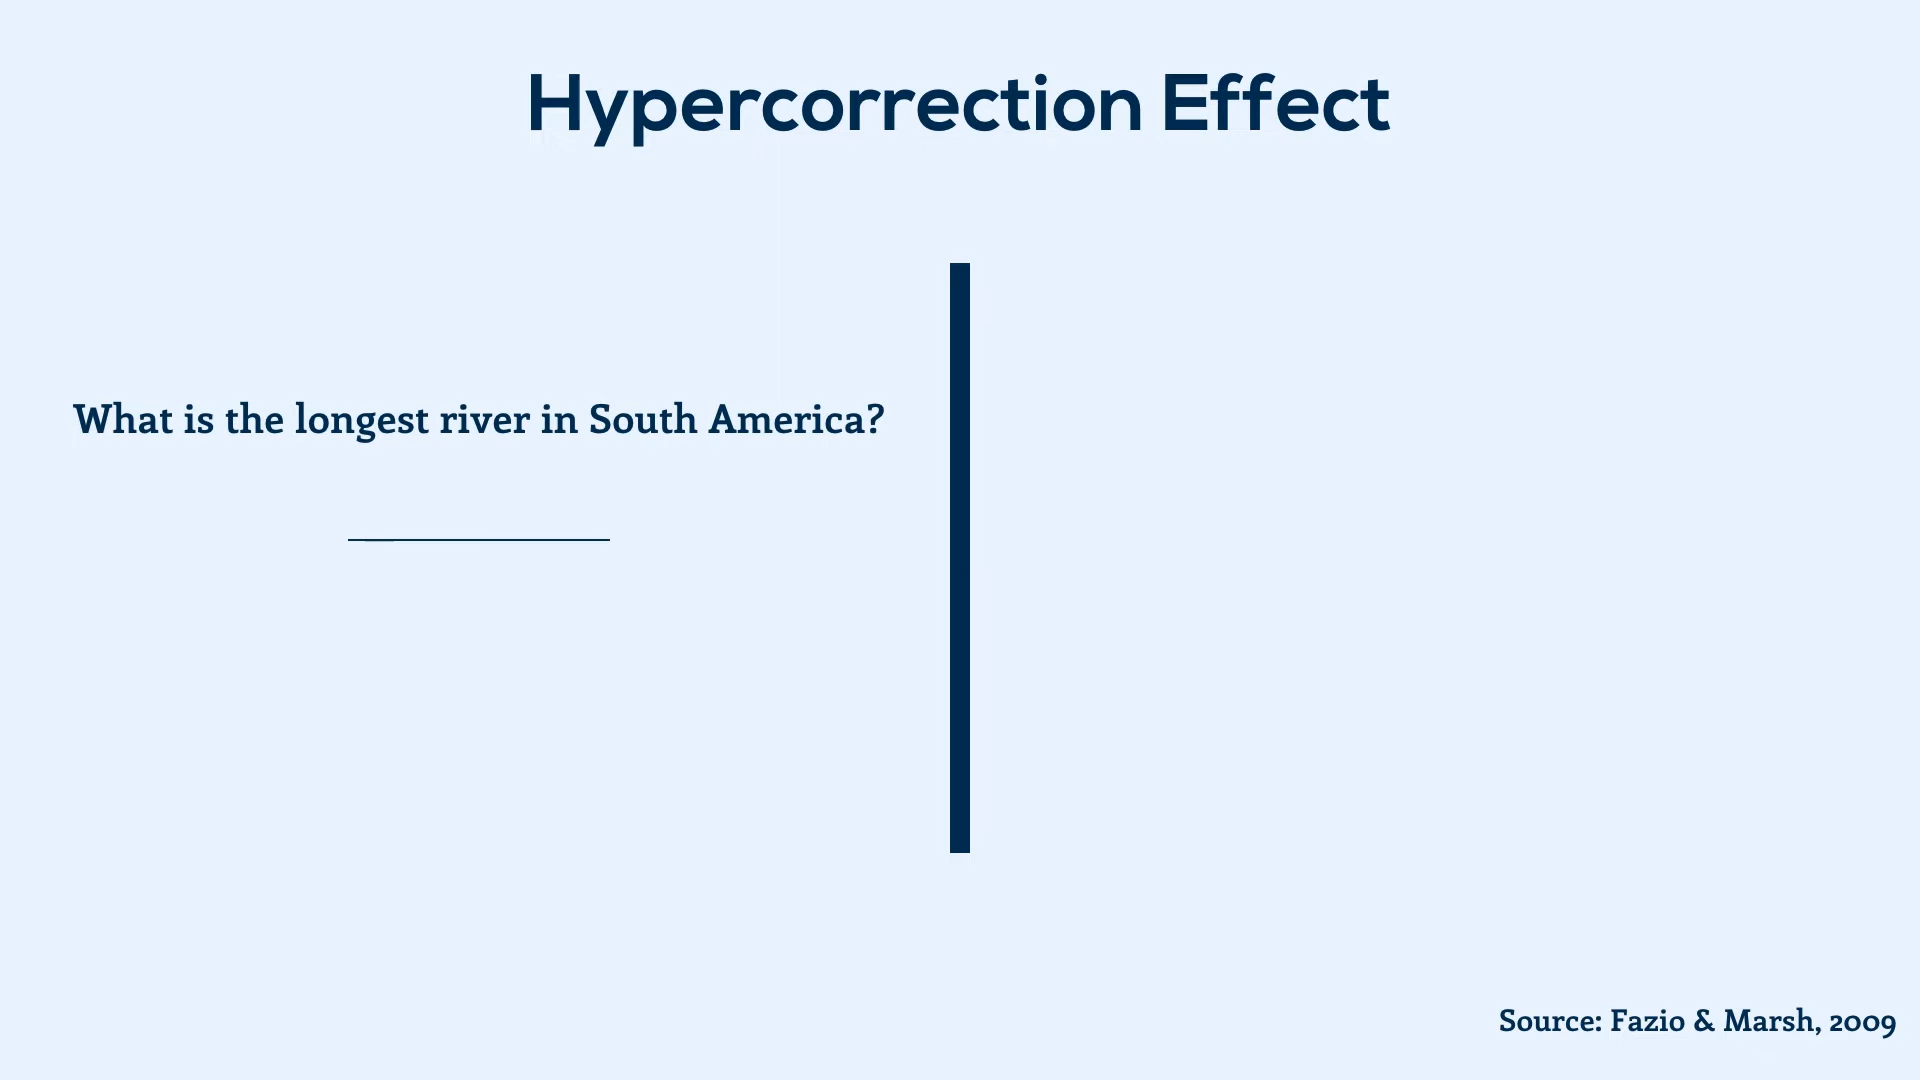 Hypercorrection Effect
What is the longest river in South America?
Source: Fazio & Marsh, 2009